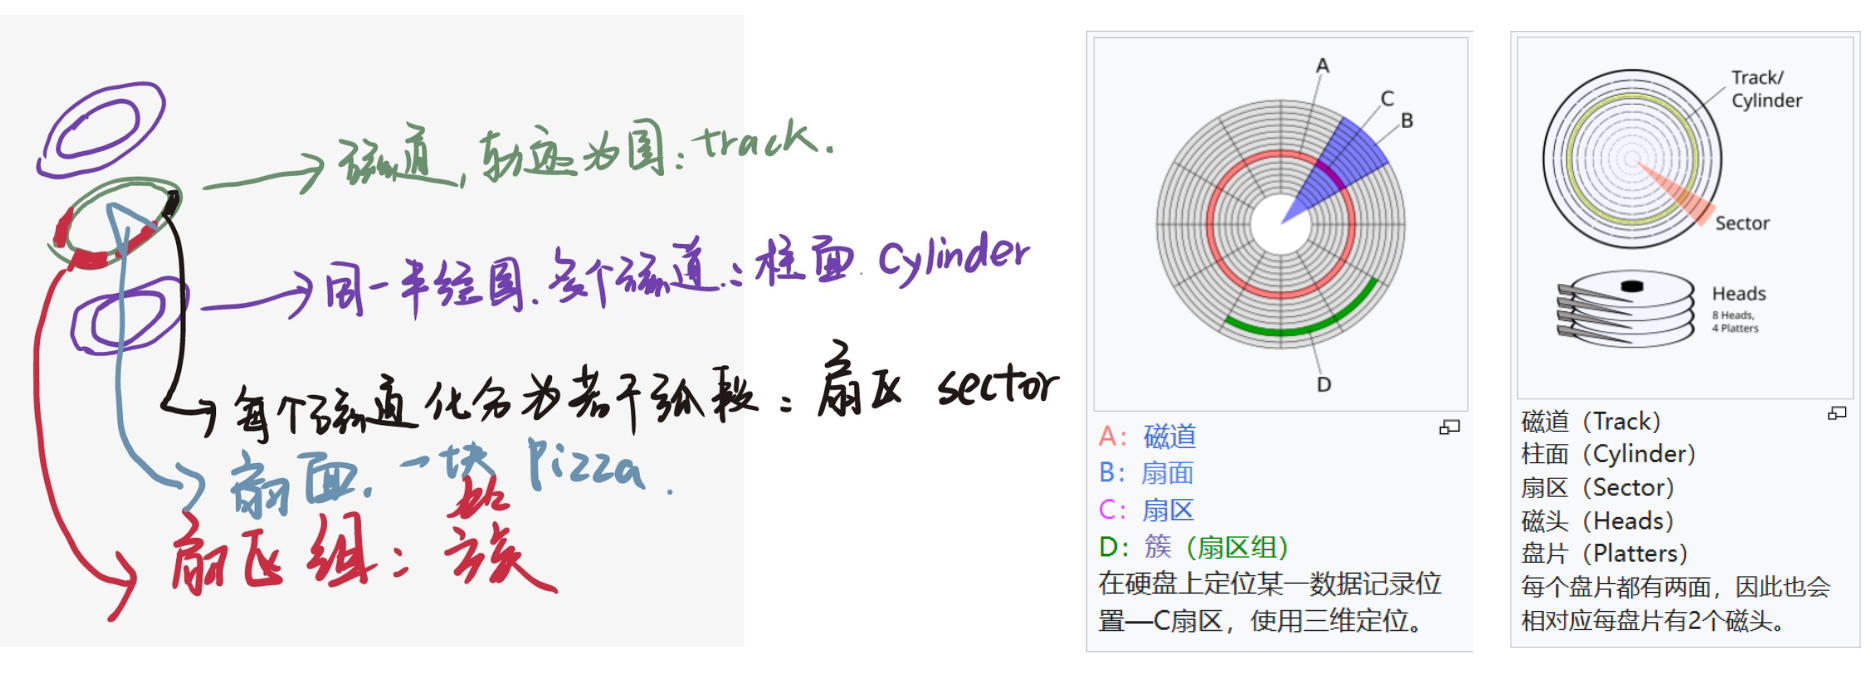 磁道,轨迹为圆:track.
同一半径圆.多个磁道:柱面.Cylinder
每个磁道化分为若干弧段:扇区 sector
扇面.一块 Pizza.
扇区组:簇
A
C
B
D
A:磁道
B:扇面
C:扇区
D:簇(扇区组)
在硬盘上定位某一数据记录位
置—C扇区,使用三维定位。
Track/
Cylinder
Sector
Heads
8 Heads,
4 Platters
磁道(Track)
柱面(Cylinder)
扇区(Sector)
磁头(Heads)
盘片(Platters)
每个盘片都有两面,因此也会
相对应每盘片有2个磁头。